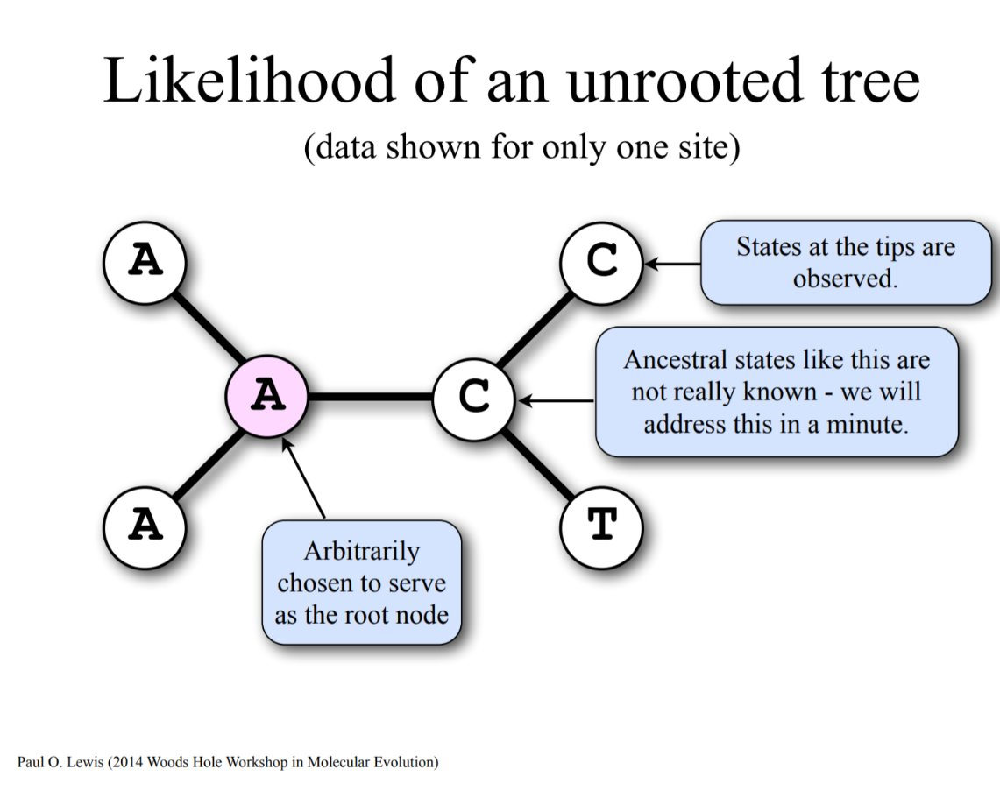 Likelihood of an unrooted tree
(data shown for only one site)
A
C
States at the tips are
observed.
Ancestral states like this are
not really known - we will
address this in a minute.
A
C
A
T
Arbitrarily
chosen to serve
as the root node
Paul O. Lewis (2014 Woods Hole Workshop in Molecular Evolution)